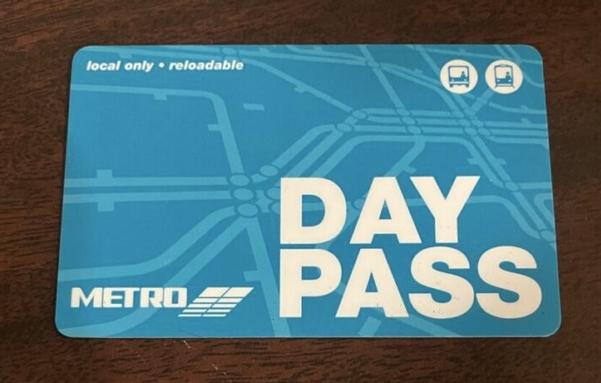 local only • reloadable
DAY
PASS
METRO